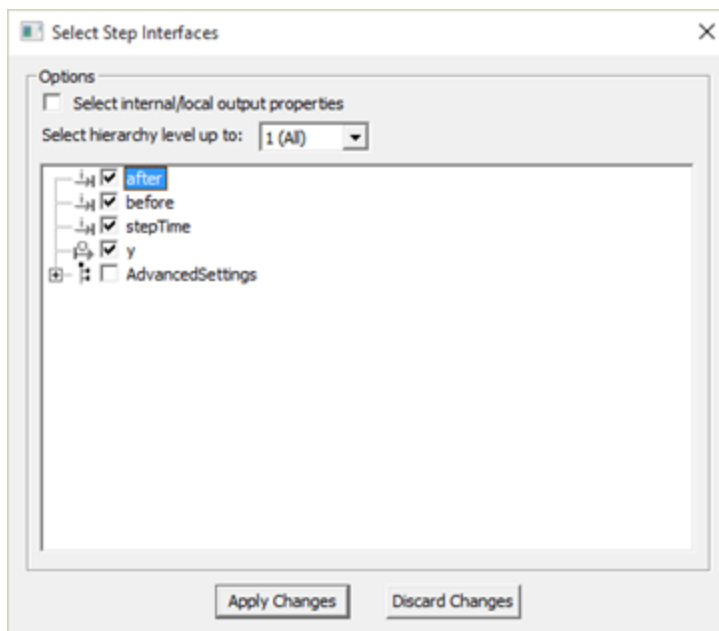 Select Step Interfaces
Options
Select internal/local output properties
Select hierarchy level up to: 1 (All)
after
before
stepTime
y
AdvancedSettings
Apply Changes Discard Changes